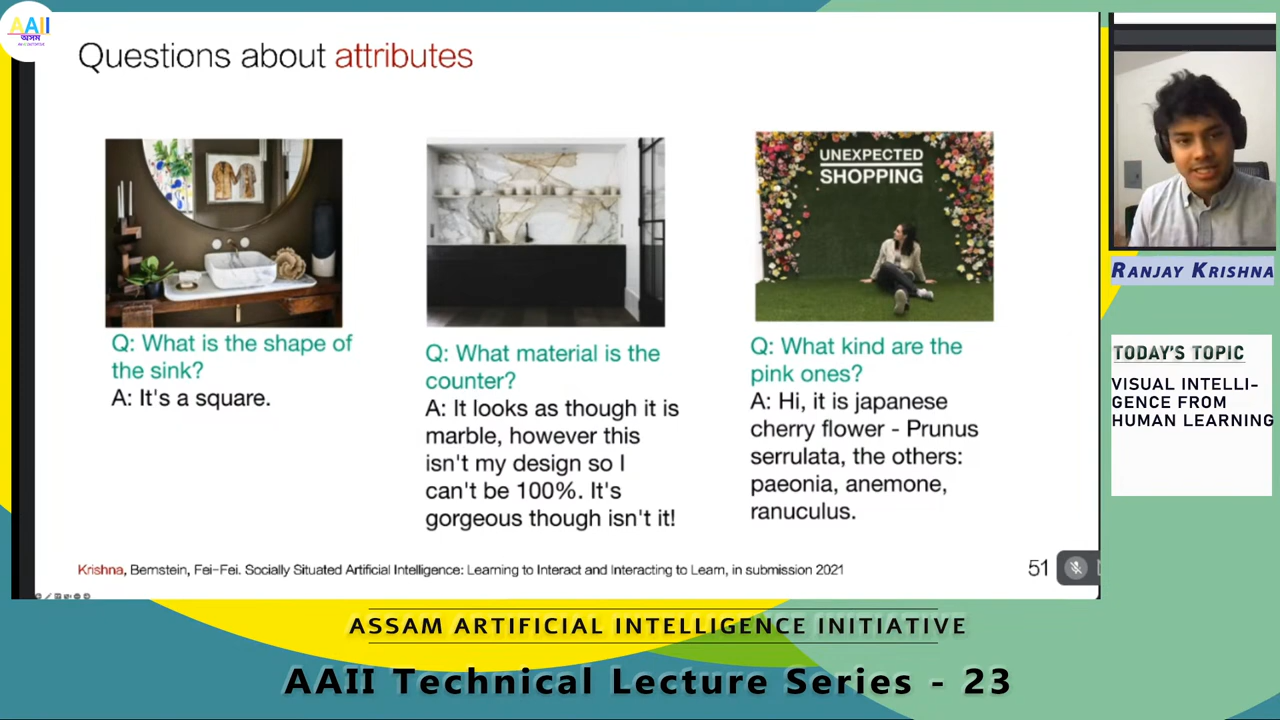 AAII
অসম
Questions about attributes
UNEXPECTED
SHOPPING
Q: What is the shape of
the sink?
A: It's a square.
Q: What material is the
counter?
A: It looks as though it is
marble, however this
isn't my design so I
can't be 100%. It's
gorgeous though isn't it!
Q: What kind are the
pink ones?
A: Hi, it is japanese
cherry flower - Prunus
serrulata, the others:
paeonia, anemone,
ranuculus.
Krishna, Bernstein, Fei-Fei. Socially Situated Artificial Intelligence: Learning to Interact and Interacting to Learn, in submission 2021
51
RANJAY KRISHNA
TODAY'S TOPIC
VISUAL INTELLI-
GENCE FROM
HUMAN LEARNING
ASSAM ARTIFICIAL INTELLIGENCE INITIATIVE
AAII Technical Lecture Series - 23